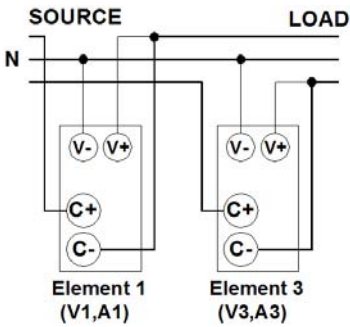 SOURCE LOAD
N
V- V+ V- V+
C+ C+
C- C-
Element 1 Element 3
(V1,A1) (V3,A3)